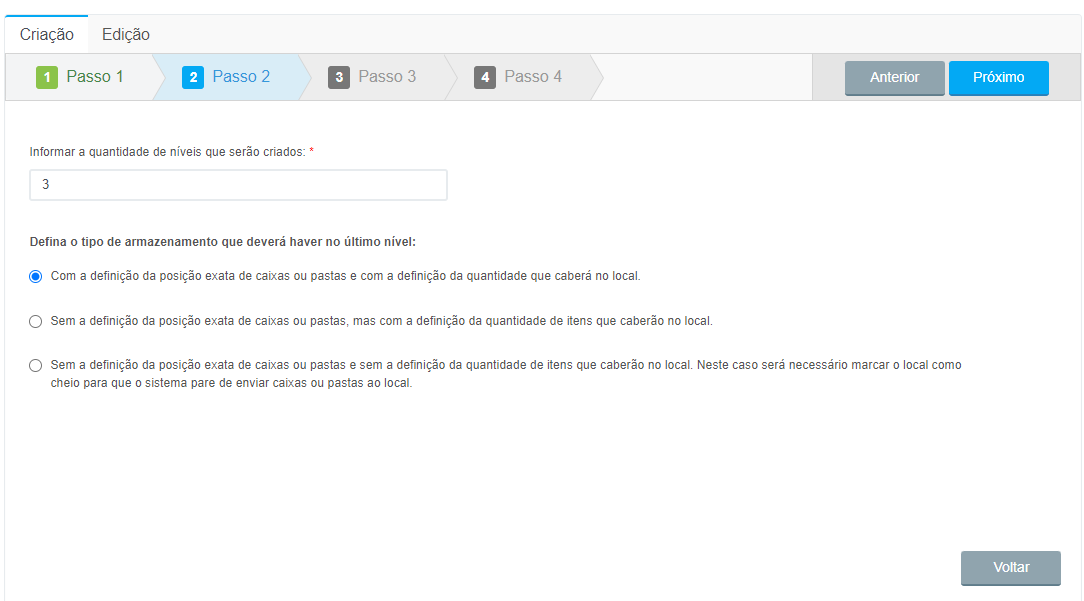 Criação Edição
1 Passo 1 2 Passo 2 3 Passo 3 4 Passo 4 Anterior Próximo
Informar a quantidade de níveis que serão criados: *
3
Defina o tipo de armazenamento que deverá haver no último nível:
Com a definição da posição exata de caixas ou pastas e com a definição da quantidade que caberá no local.
Sem a definição da posição exata de caixas ou pastas, mas com a definição da quantidade de itens que caberão no local.
Sem a definição da posição exata de caixas ou pastas e sem a definição da quantidade de itens que caberão no local. Neste caso será necessário marcar o local como
cheio para que o sistema pare de enviar caixas ou pastas ao local.
Voltar